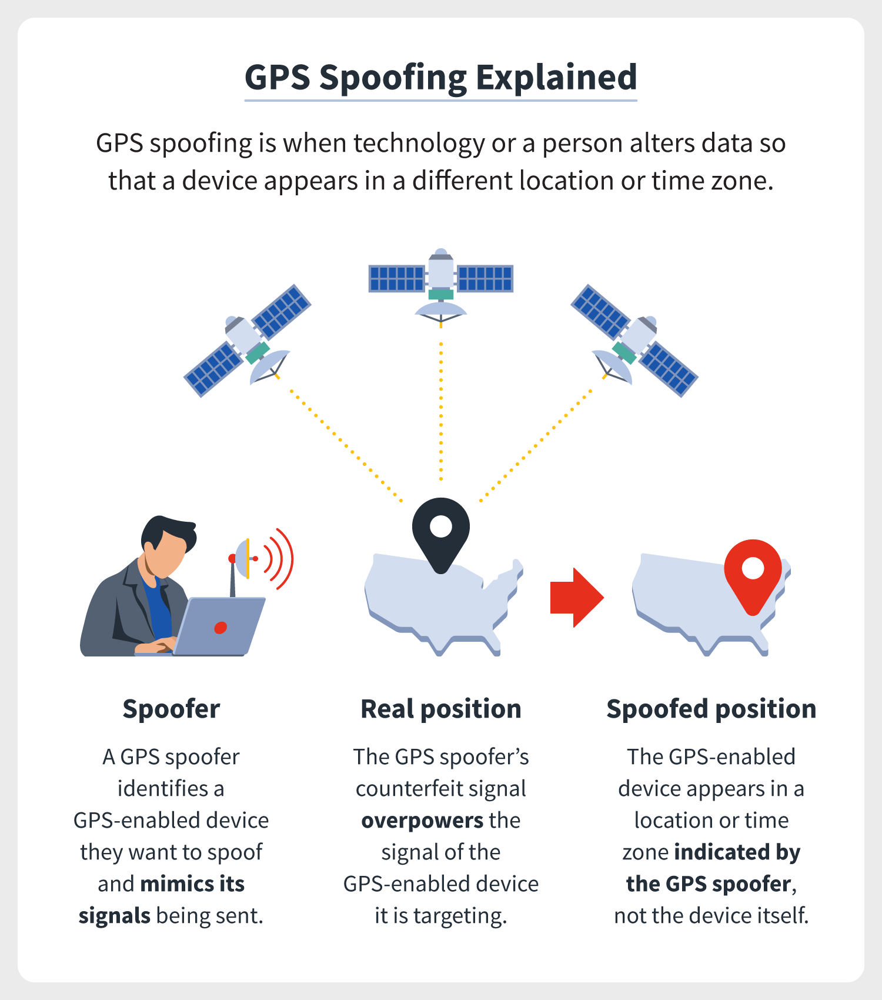 GPS Spoofing Explained
GPS spoofing is when technology or a person alters data so
that a device appears in a different location or time zone.
Spoofer
A GPS spoofer
identifies a
GPS-enabled device
they want to spoof
and mimics its
signals being sent.
Real position
The GPS spoofer’s
counterfeit signal
overpowers the
signal of the
GPS-enabled device
it is targeting.
Spoofed position
The GPS-enabled
device appears in a
location or time
zone indicated by
the GPS spoofer,
not the device itself.